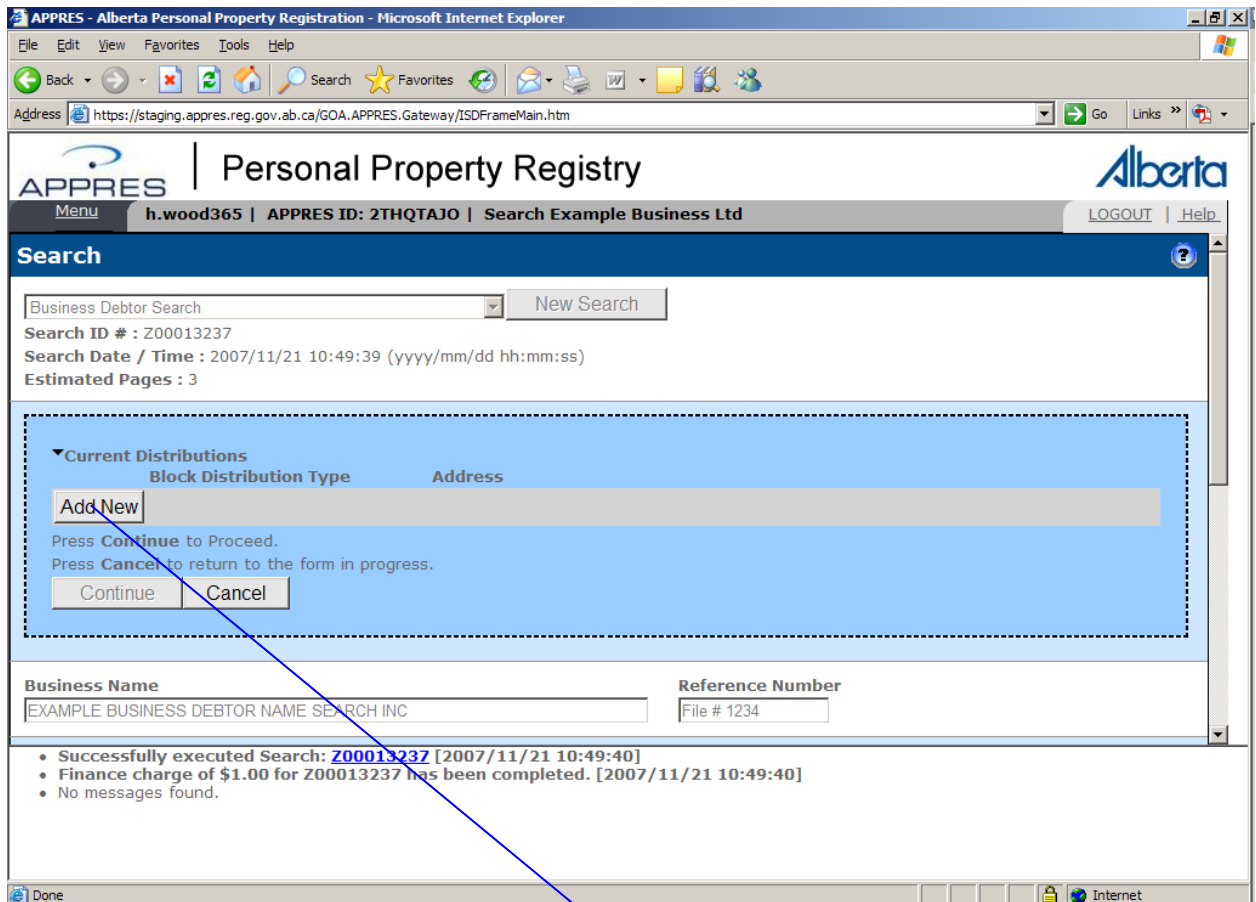 APPRES - Alberta Personal Property Registration - Microsoft Internet Explorer
File Edit View Favorites Tools Help
Back Search Favorites
Address https://staging.appres.reg.gov.ab.ca/GOA.APPRES.Gateway/ISDFrameMain.htm Go Links »
APPRES Personal Property Registry Alberta
Menu h.wood365 | APPRES ID: 2THQTAJO | Search Example Business Ltd LOGOUT | Help
Search ?
Business Debtor Search New Search
Search ID # : Z00013237
Search Date / Time : 2007/11/21 10:49:39 (yyyy/mm/dd hh:mm:ss)
Estimated Pages : 3
Current Distributions
Block Distribution Type Address
Add New
Press Continue to Proceed.
Press Cancel to return to the form in progress.
Continue Cancel
Business Name Reference Number
EXAMPLE BUSINESS DEBTOR NAME SEARCH INC File # 1234
• Successfully executed Search: Z00013237 [2007/11/21 10:49:40]
• Finance charge of $1.00 for Z00013237 has been completed. [2007/11/21 10:49:40]
• No messages found.
Done Internet